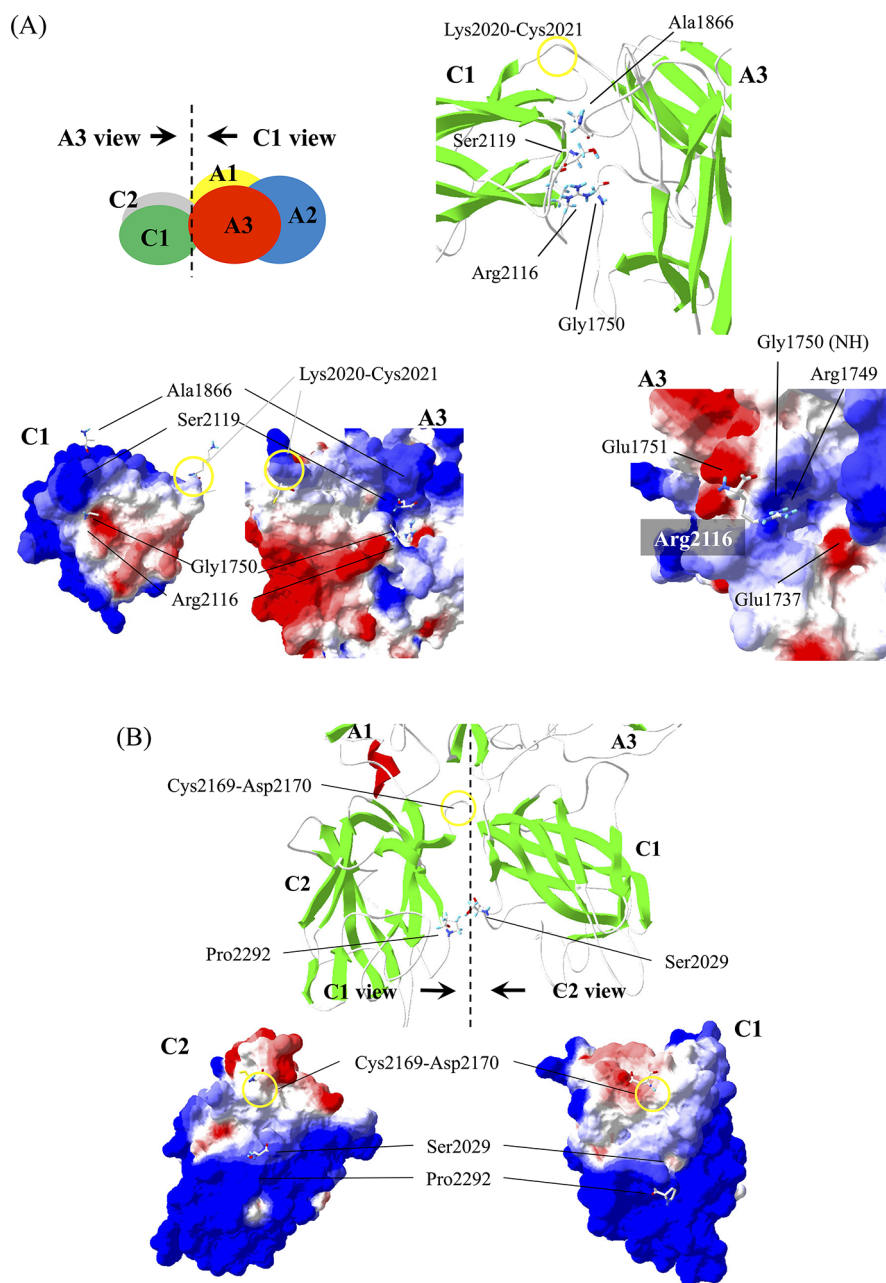 (A)
Lys2020-Cys2021
Ala1866
C1
A3
A3 view
C1 view
A1
C2
A2
C1
A3
Ser2119
Arg2116
Gly1750
Gly1750 (NH)
Arg1749
A3
Glu1751
Arg2116
Glu1737
Ala1866
Lys2020-Cys2021
C1
Ser2119
A3
Gly1750
Arg2116
(B)
A1
A3
Cys2169-Asp2170
C1
C2
Pro2292
Ser2029
C1 view
C2 view
C2
C1
Cys2169-Asp2170
Ser2029
Pro2292